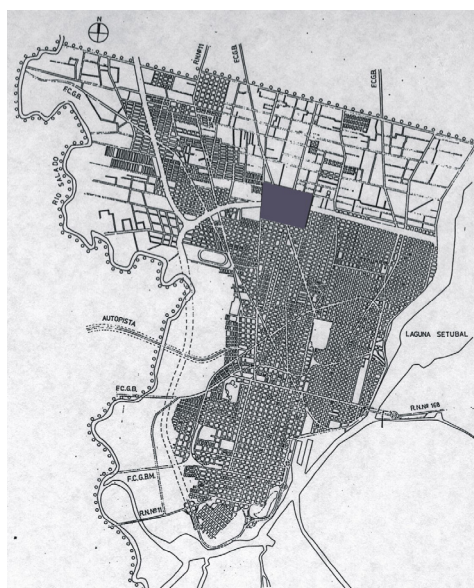 N
R.N.Nº11
F.C.G.B.
F.C.G.B.
F.C.G.B.
RIO SALADO
AUTOPISTA
LAGUNA SETUBAL
F.C.G.B.
R.N.Nº 168
F.C.G.B.M.
R.N.Nº11